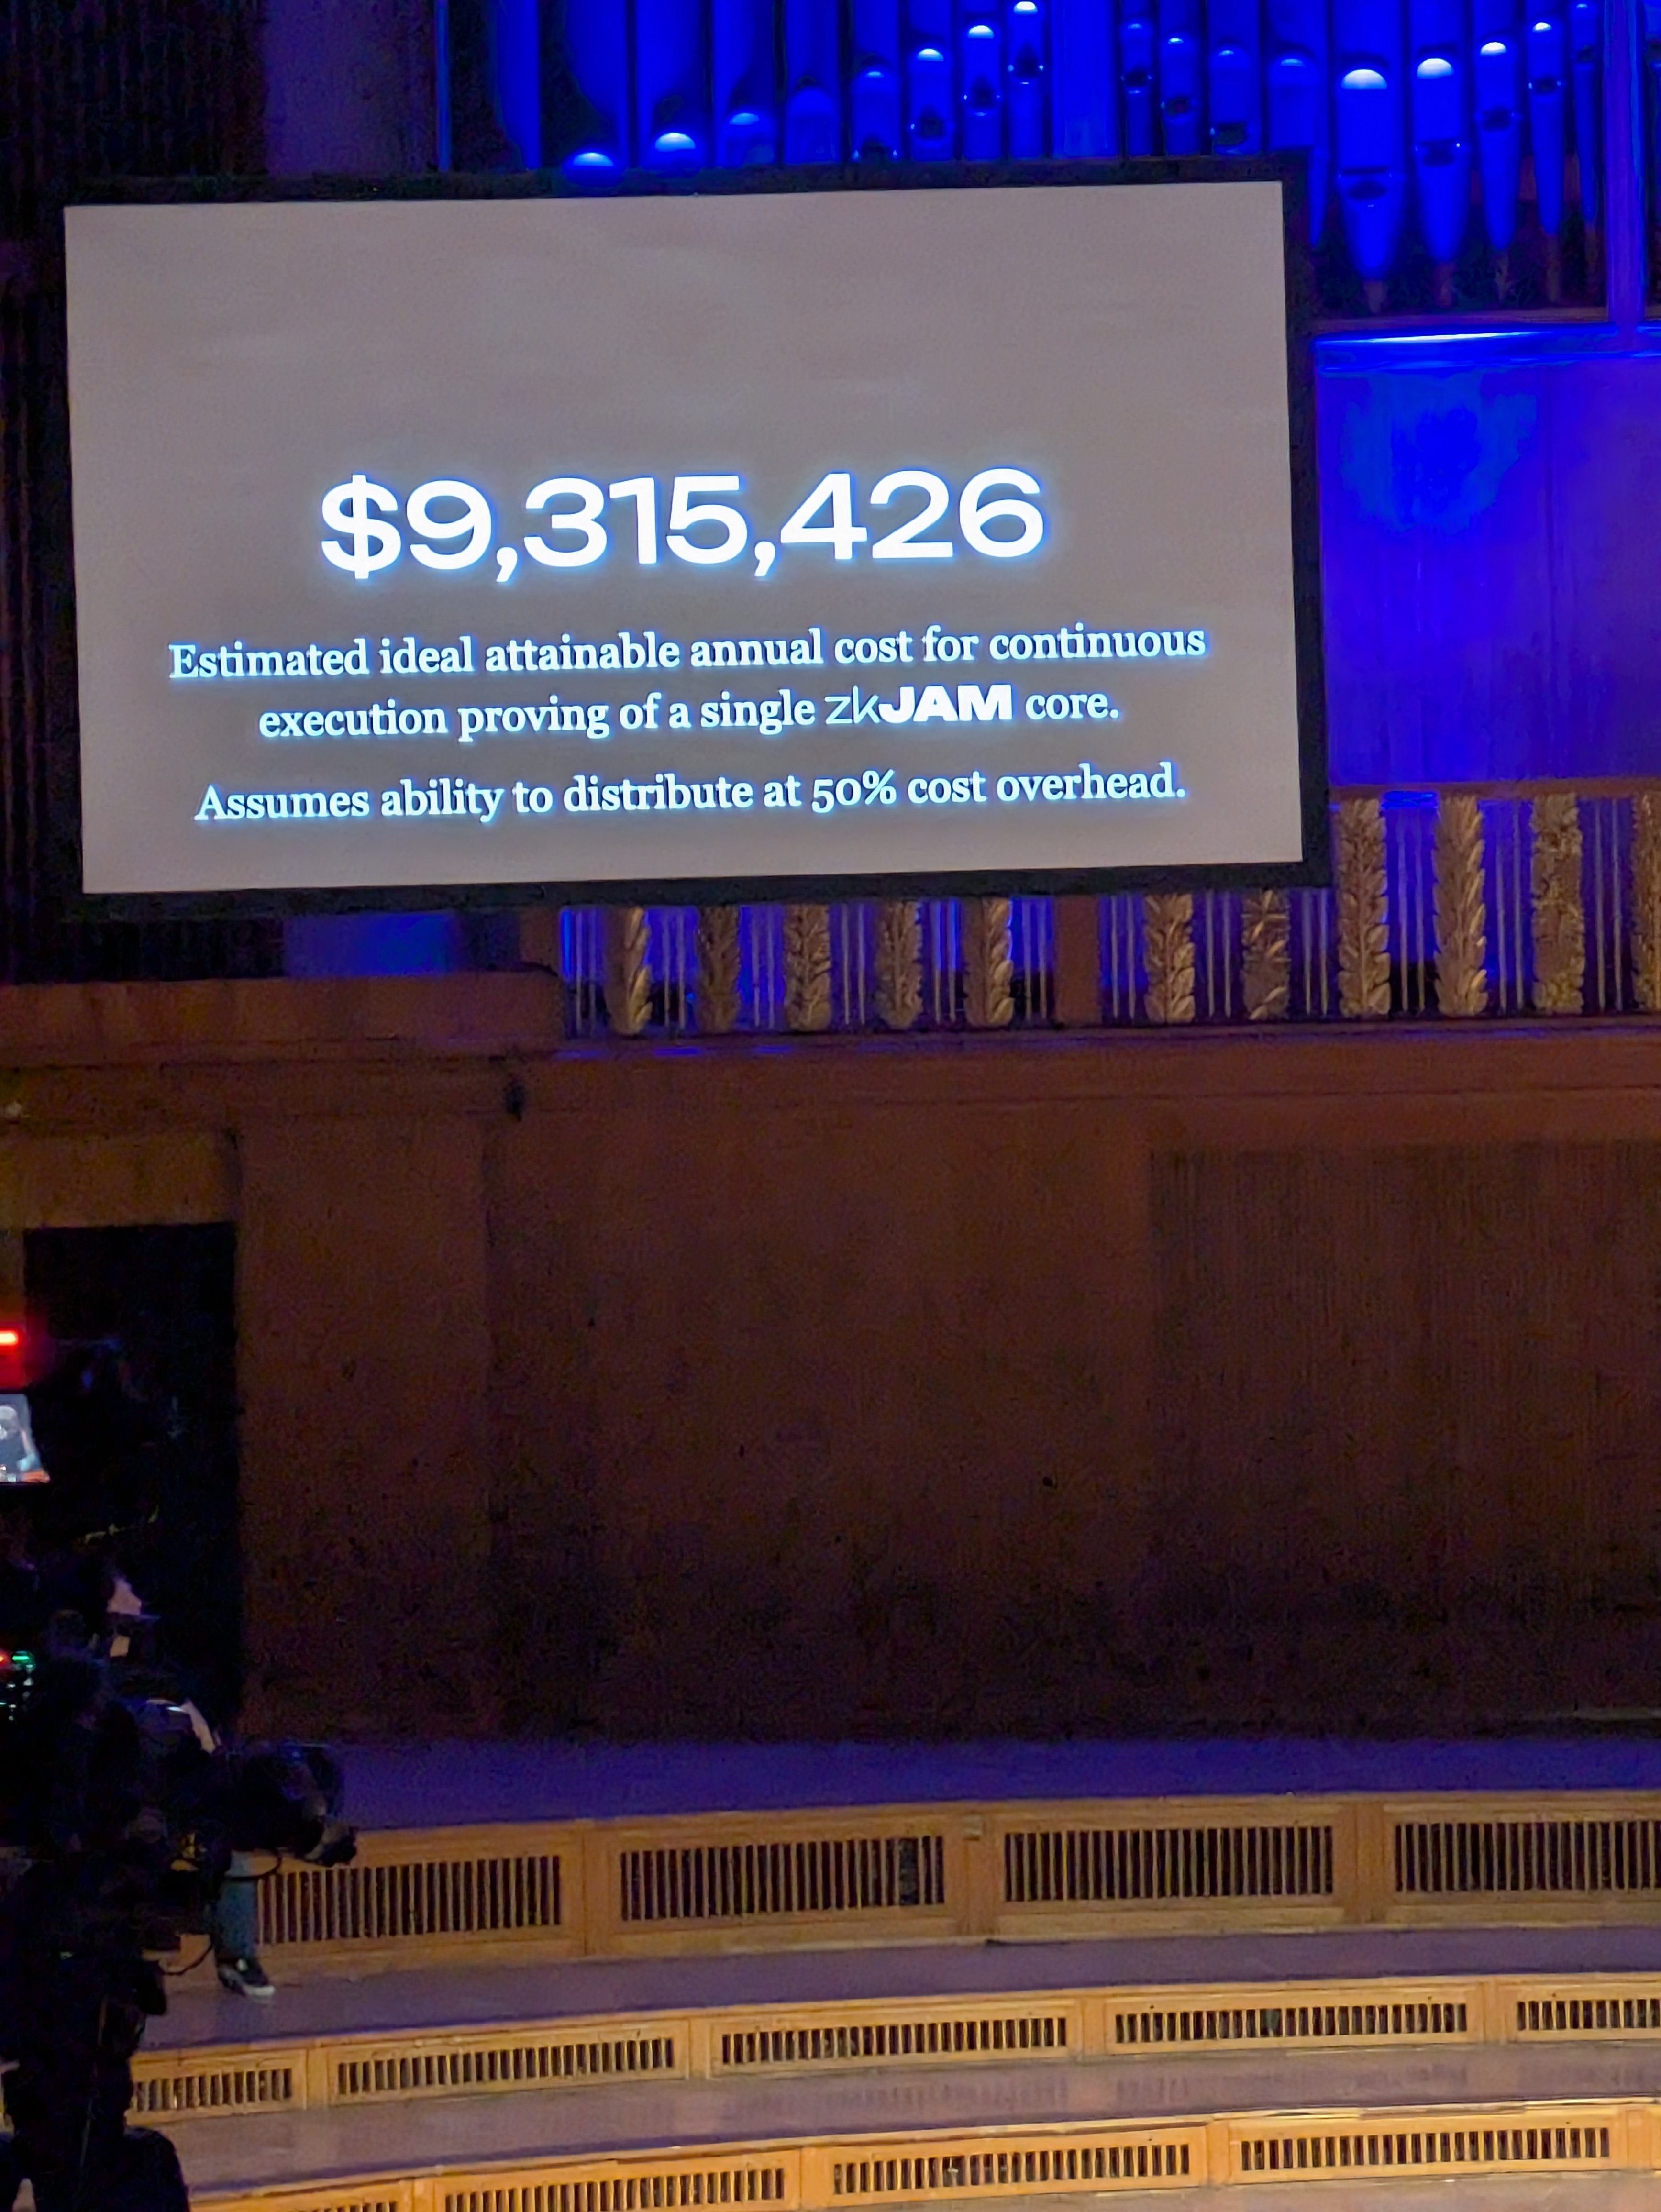 $9,315,426
Estimated ideal attainable annual cost for continuous
execution proving of a single zkJAM core.
Assumes ability to distribute at 50% cost overhead.